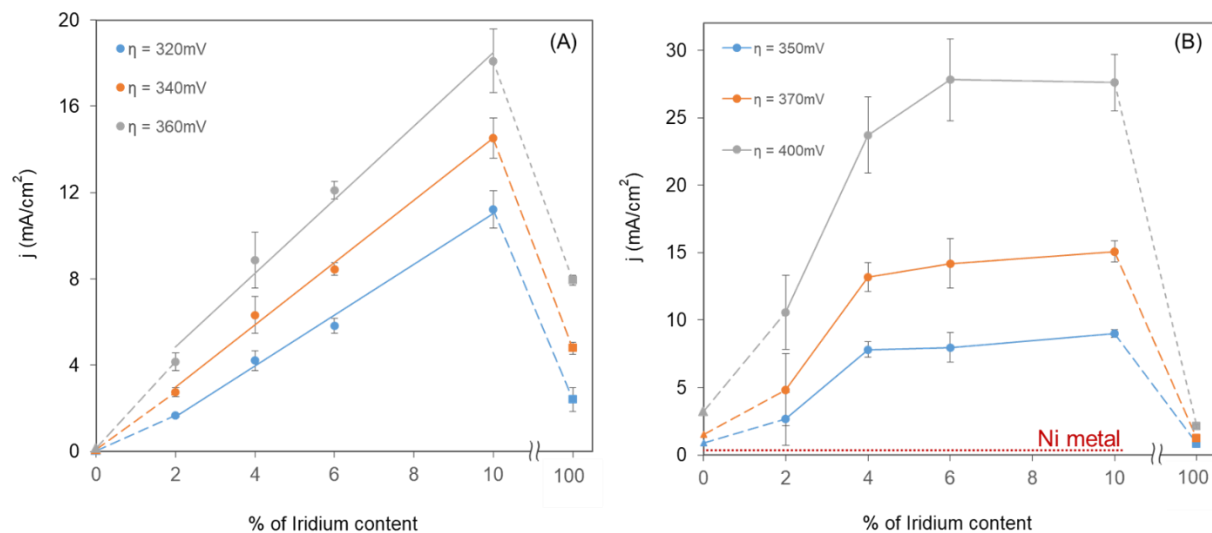 (A)
η = 320mV
η = 340mV
η = 360mV
20
16
12
8
4
0
j (mA/cm²)
0 2 4 6 8 10 100
% of Iridium content
(B)
η = 350mV
η = 370mV
η = 400mV
30
25
20
15
10
5
0
j (mA/cm²)
Ni metal
0 2 4 6 8 10 100
% of Iridium content